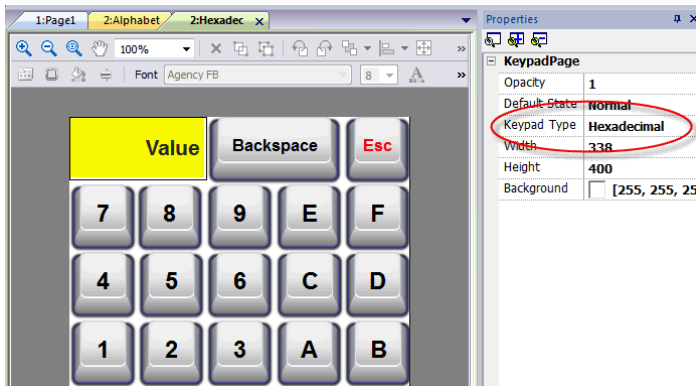 1:Page1 2:Alphabet 2:Hexadec x
100%
Font Agency FB 8 A
Value Backspace Esc
7 8 9 E F
4 5 6 C D
1 2 3 A B
Properties
KeypadPage
Opacity 1
Default State Normal
Keypad Type Hexadecimal
Width 338
Height 400
Background [255, 255, 25